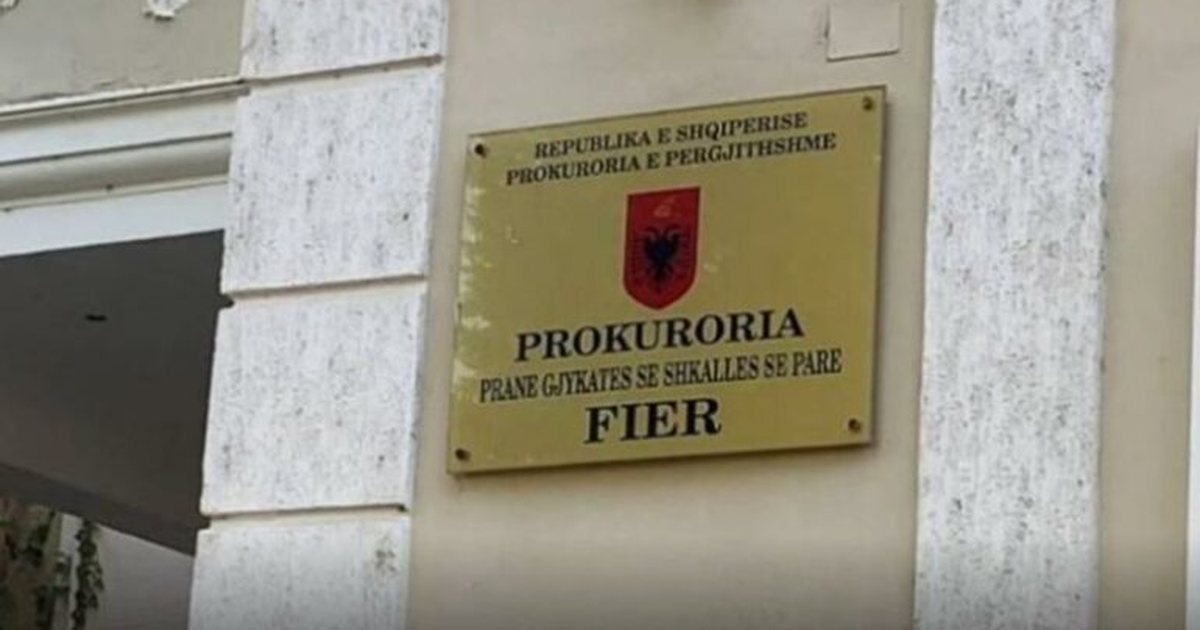 REPUBLIKA E SHQIPERISE
PROKURORIA E PERGJITHSHME
PROKURORIA
PRANE GJYKATES SE SHKALLES SE PARE
FIER